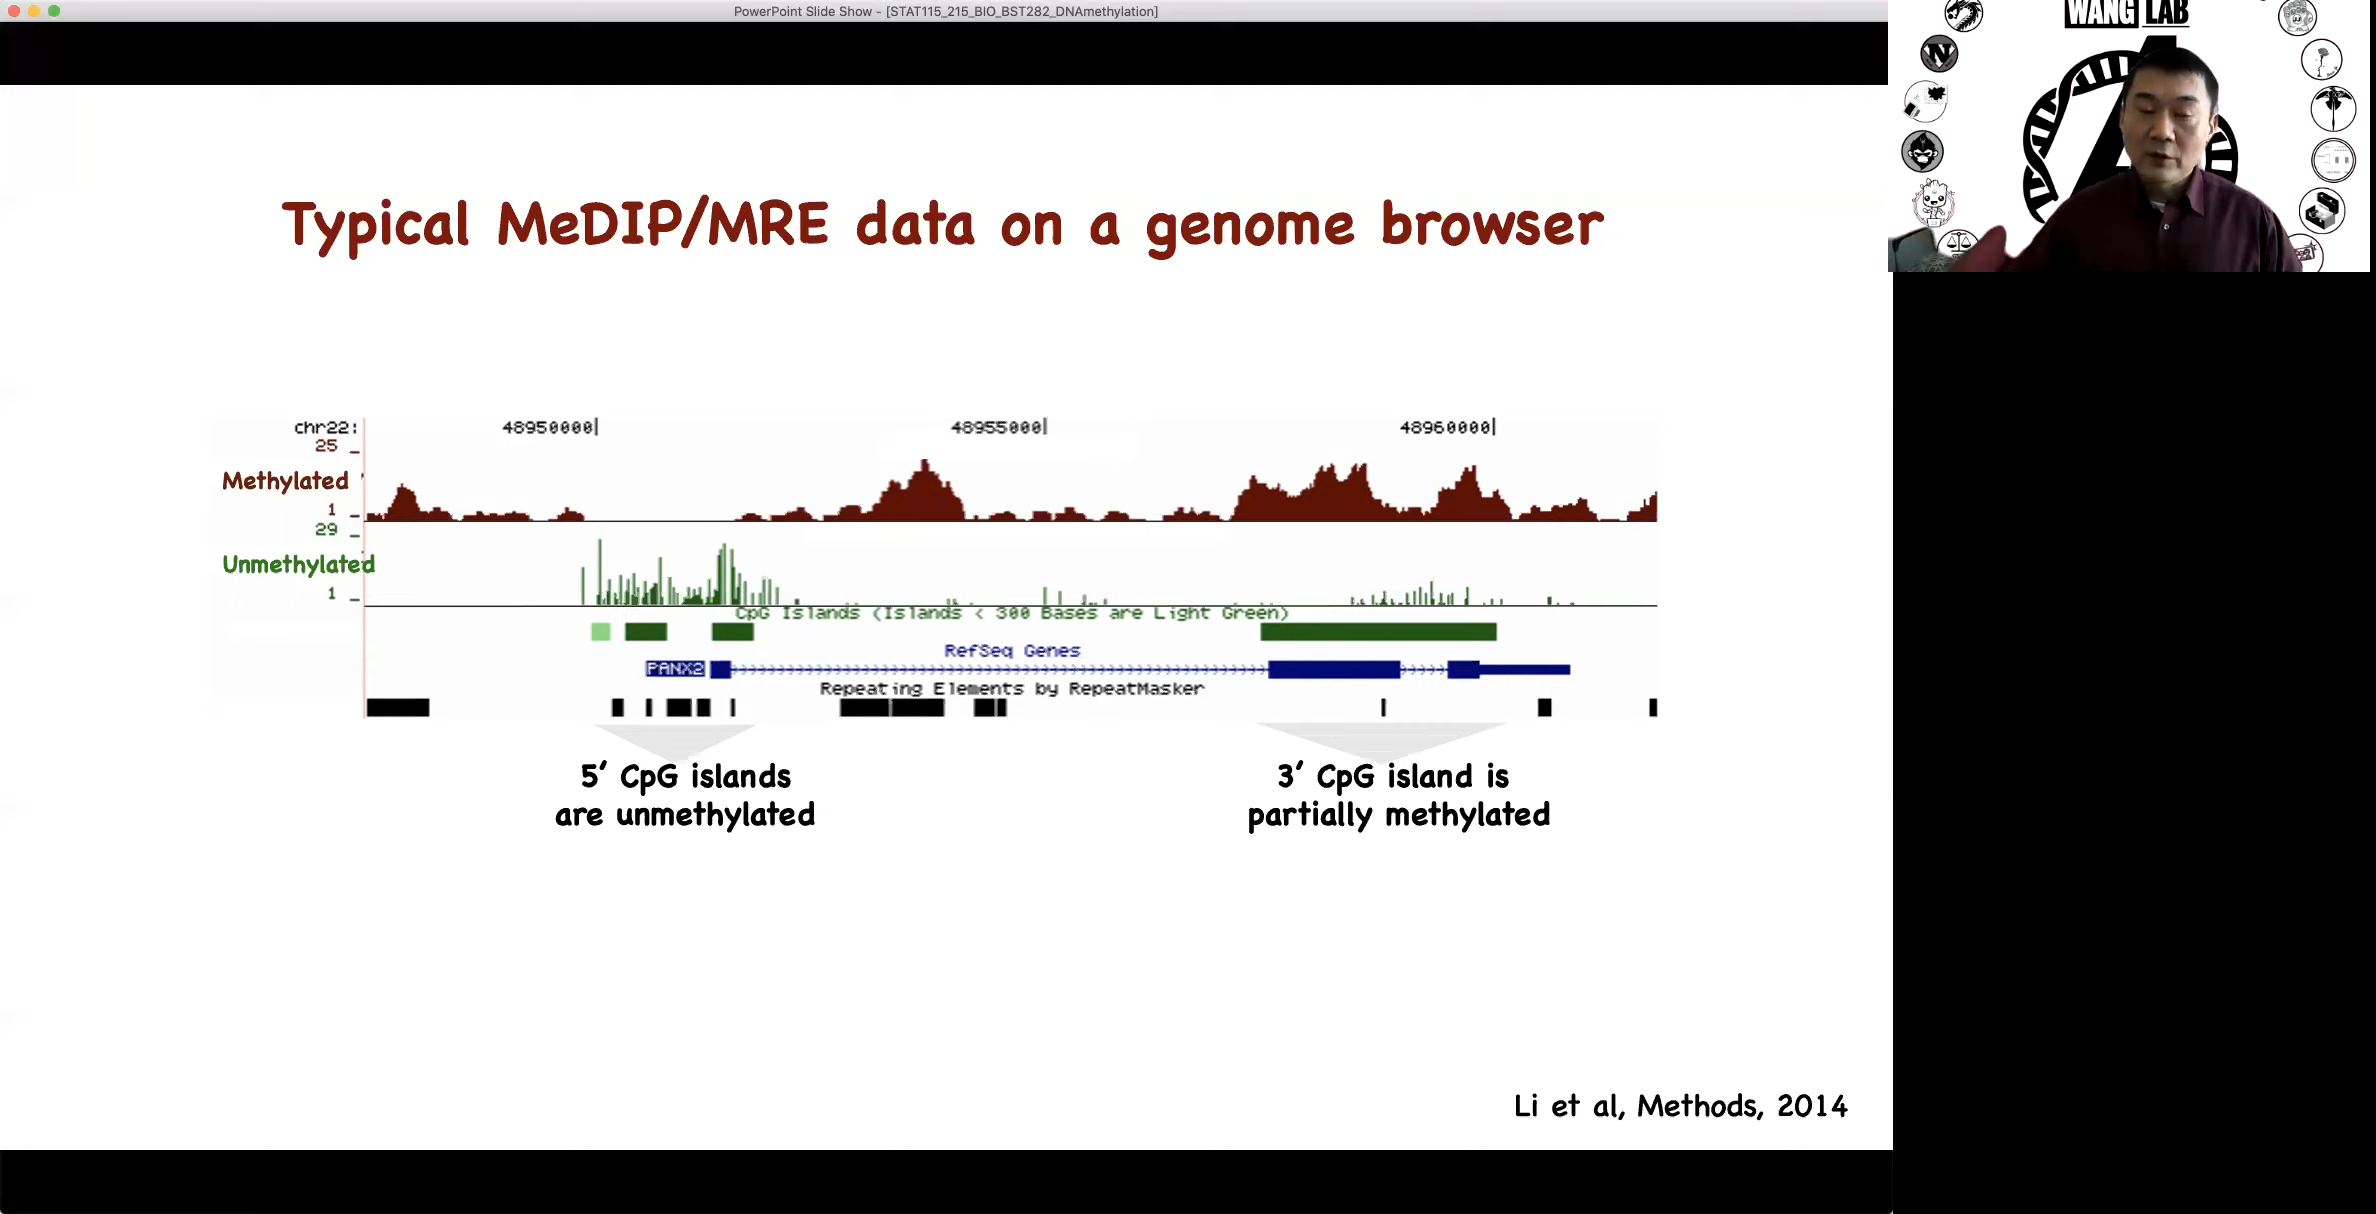 PowerPoint Slide Show - [STAT115_215_BIO_BST282_DNAmethylation]
WANG LAB
Typical MeDIP/MRE data on a genome browser
chr22: 48950000| 48955000| 48960000|
25
Methylated
1
29
Unmethylated
1
CpG Islands (Islands < 300 Bases are Light Green)
RefSeq Genes
PANX2
Repeating Elements by RepeatMasker
5′ CpG islands
are unmethylated
3′ CpG island is
partially methylated
Li et al, Methods, 2014